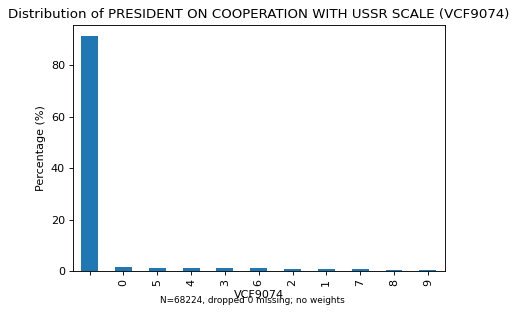 Distribution of PRESIDENT ON COOPERATION WITH USSR SCALE (VCF9074)
Percentage (%)
80
60
40
20
0
0 5 4 3 6 2 1 7 8 9
VCF9074
N=68224, dropped 0 missing; no weights